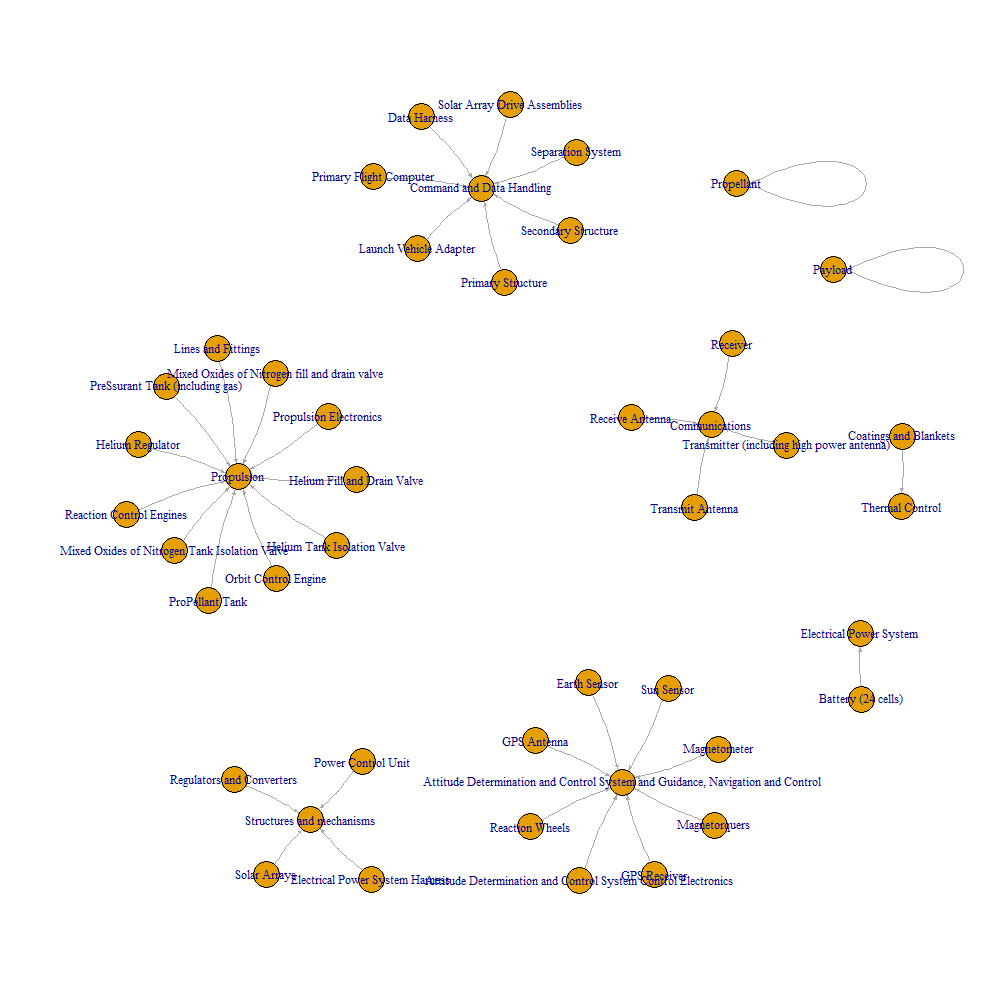 Solar Array Drive Assemblies
Data Harness
Separation System
Primary Flight Computer
Command and Data Handling
Secondary Structure
Launch Vehicle Adapter
Primary Structure
Propellant
Payload
Lines and Fittings
Mixed Oxides of Nitrogen fill and drain valve
PreSsurant Tank (including gas)
Propulsion Electronics
Helium Regulator
Propulsion
Helium Fill and Drain Valve
Reaction Control Engines
Mixed Oxides of Nitrogen Tank Isolation Valve
Helium Tank Isolation Valve
Orbit Control Engine
ProPellant Tank
Receiver
Receive Antenna
Communications
Transmitter (including high power antenna)
Transmit Antenna
Coatings and Blankets
Thermal Control
Electrical Power System
Battery (24 cells)
Earth Sensor
Sun Sensor
GPS Antenna
Magnetometer
Attitude Determination and Control System and Guidance, Navigation and Control
Reaction Wheels
Magnetorquers
GPS Receiver
Attitude Determination and Control System Control Electronics
Power Control Unit
Regulators and Converters
Structures and mechanisms
Solar Arrays
Electrical Power System Harness